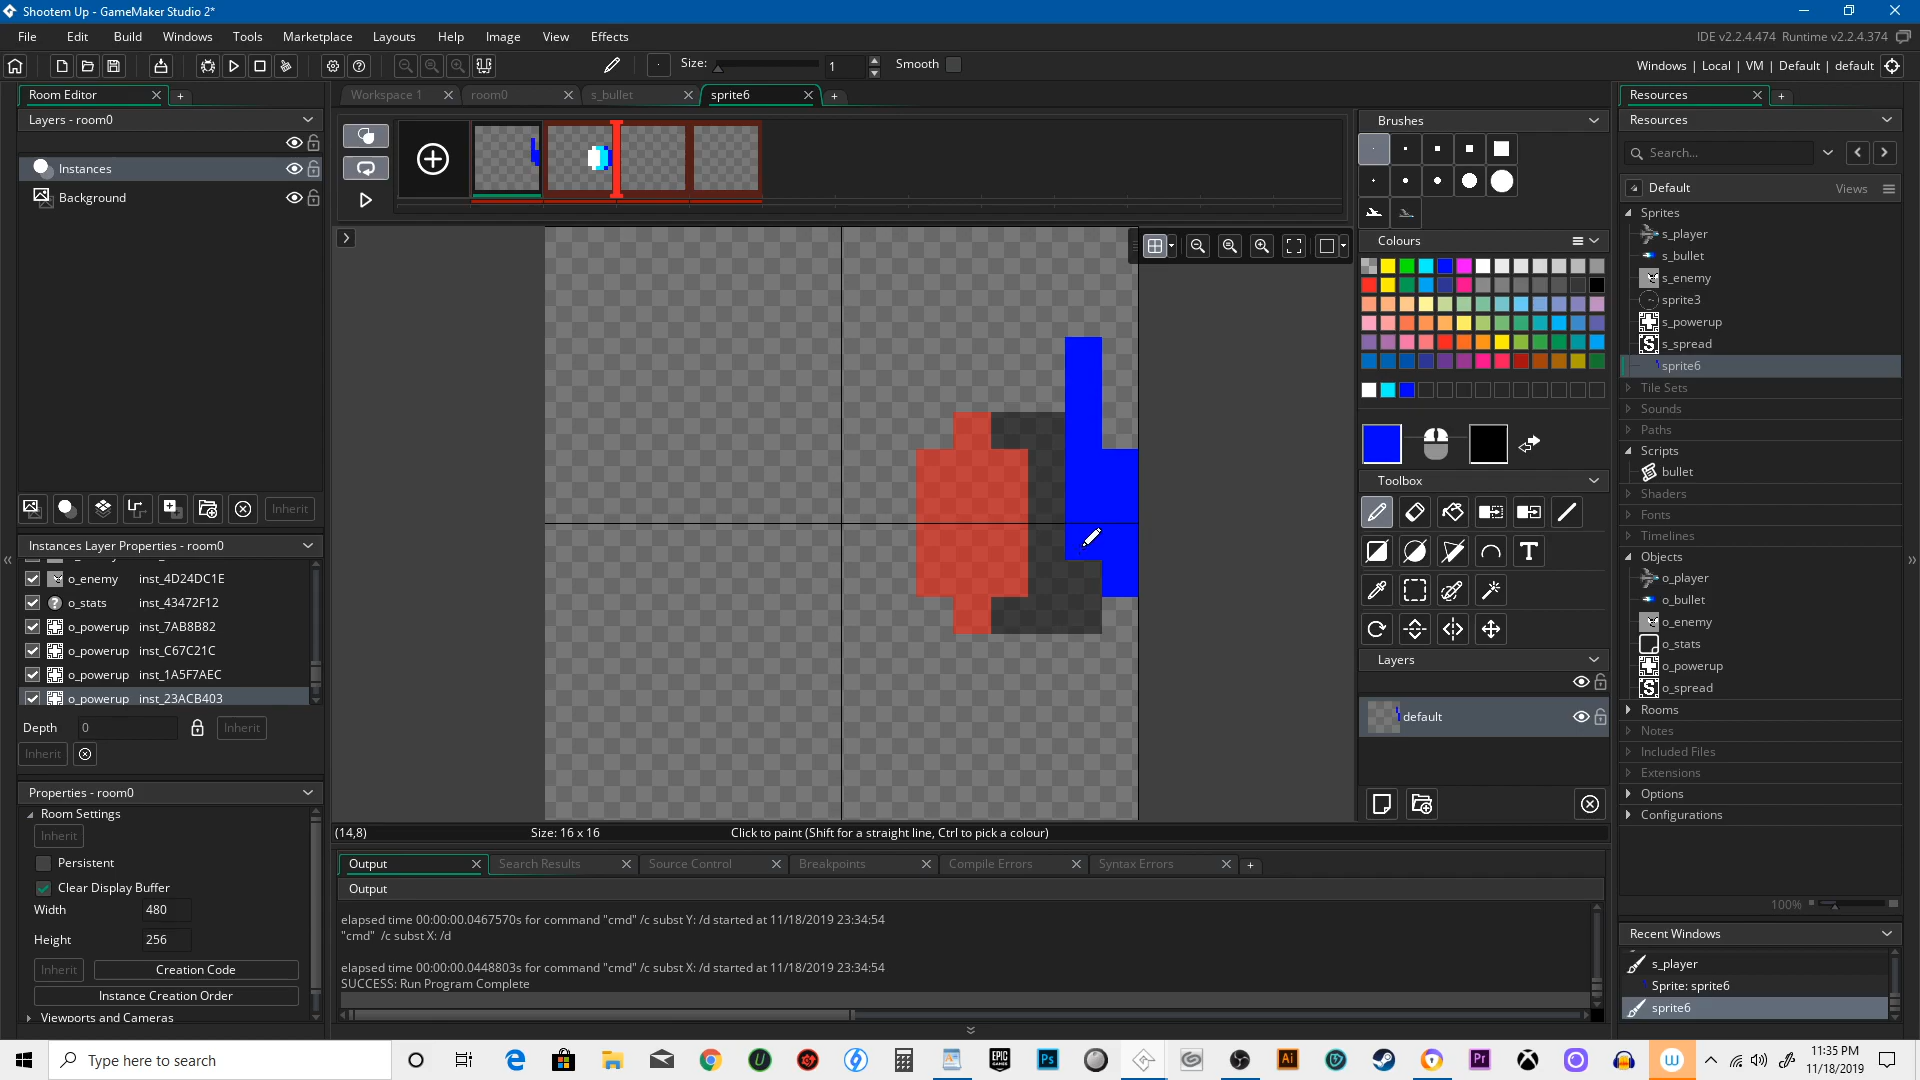 Shootem Up - GameMaker Studio 2*
File Edit Build Windows Tools Marketplace Layouts Help Image View Effects
IDE v2.2.4.474 Runtime v2.2.4.374
Size: 1 Smooth
Windows | Local | VM | Default | default
Room Editor
Workspace 1 room0 s_bullet sprite6
Resources
Layers - room0
Instances
Background
Inherit
Instances Layer Properties - room0
o_enemy inst_4D24DC1E
o_stats inst_43472F12
o_powerup inst_7AB8B82
o_powerup inst_C67C21C
o_powerup inst_1A5F7AEC
o_powerup inst_23ACB403
Depth 0 Inherit
Inherit
Properties - room0
Room Settings
Inherit
Persistent
Clear Display Buffer
Width 480
Height 256
Inherit Creation Code
Instance Creation Order
Viewports and Cameras
(14,8) Size: 16 x 16 Click to paint (Shift for a straight line, Ctrl to pick a colour)
Output Search Results Source Control Breakpoints Compile Errors Syntax Errors
Output
elapsed time 00:00:00.0467570s for command "cmd" /c subst Y: /d started at 11/18/2019 23:34:54
"cmd" /c subst X: /d
elapsed time 00:00:00.0448803s for command "cmd" /c subst X: /d started at 11/18/2019 23:34:54
SUCCESS: Run Program Complete
Brushes
Colours
Toolbox
T
Layers
default
Resources
Search...
Default Views
Sprites
s_player
s_bullet
s_enemy
sprite3
s_powerup
S s_spread
sprite6
Tile Sets
Sounds
Paths
Scripts
bullet
Shaders
Fonts
Timelines
Objects
o_player
o_bullet
o_enemy
o_stats
o_powerup
S o_spread
Rooms
Notes
Included Files
Extensions
Options
Configurations
100%
Recent Windows
s_player
Sprite: sprite6
sprite6
Type here to search
EPIC GAMES
Ps
Ai
Pr
W
11:35 PM
11/18/2019